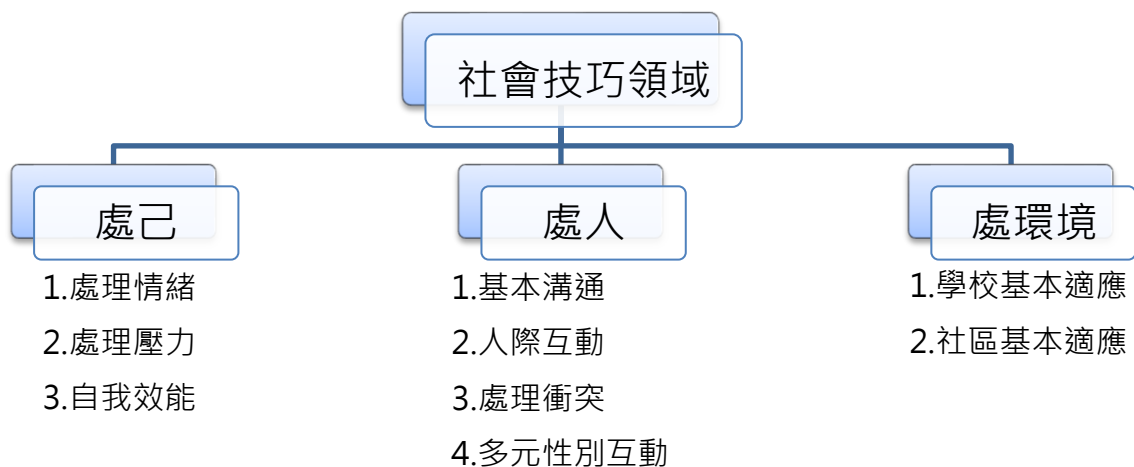 社會技巧領域
處己
1.處理情緒
2.處理壓力
3.自我效能
處人
1.基本溝通
2.人際互動
3.處理衝突
4.多元性別互動
處環境
1.學校基本適應
2.社區基本適應